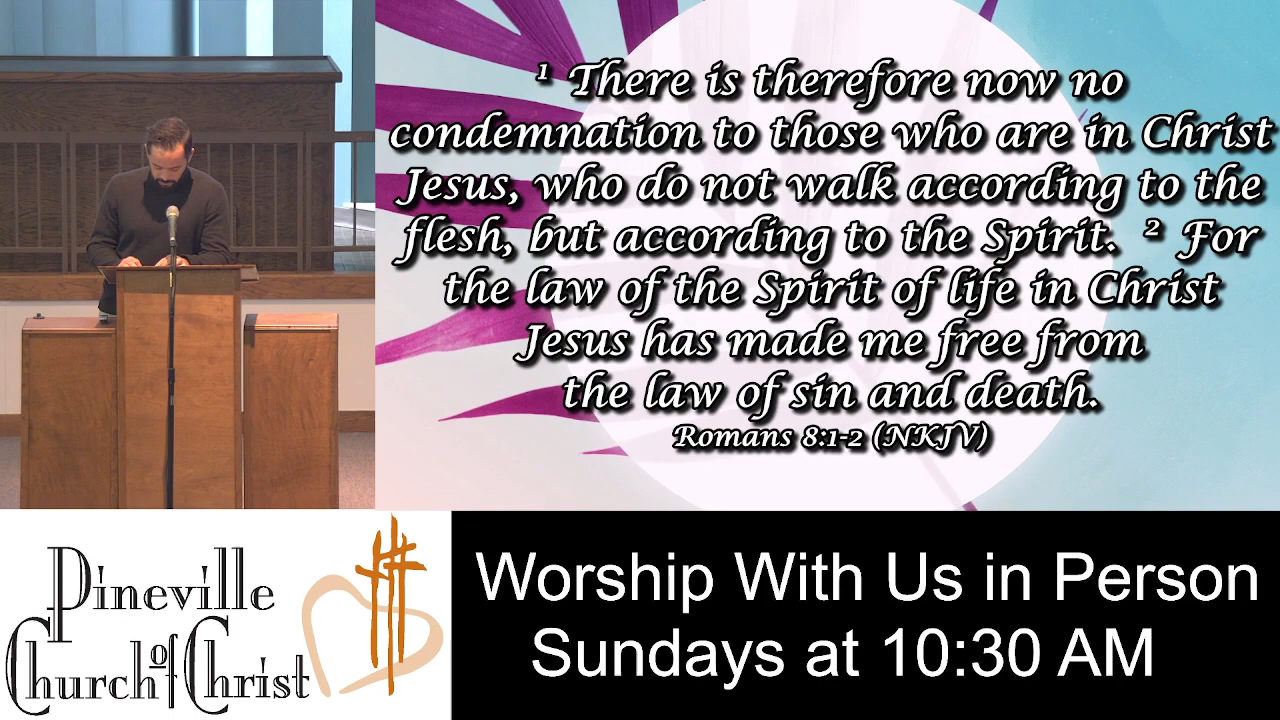 ¹ There is therefore now no
condemnation to those who are in Christ
Jesus, who do not walk according to the
flesh, but according to the Spirit. ² For
the law of the Spirit of life in Christ
Jesus has made me free from
the law of sin and death.
Romans 8:1-2 (NKJV)
Pineville
Church of Christ
Worship With Us in Person
Sundays at 10:30 AM